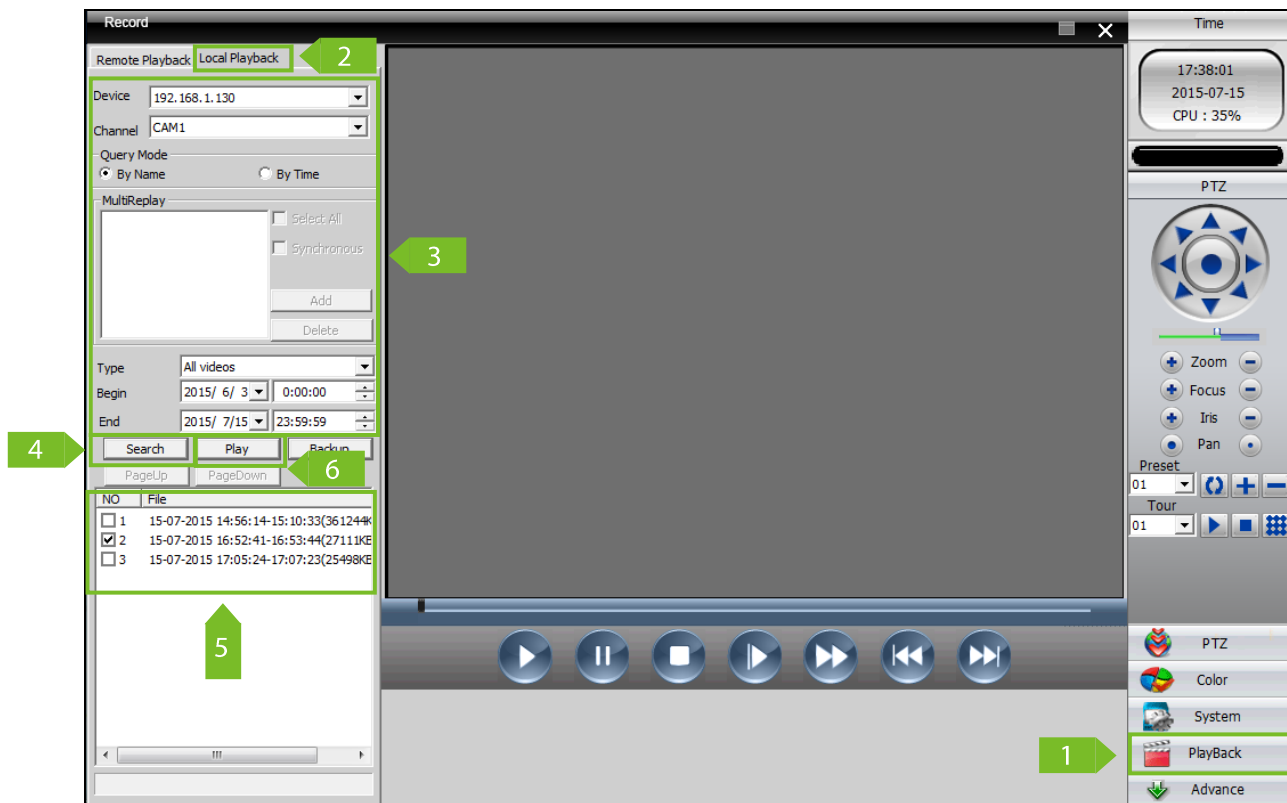 Record
Time
Remote Playback Local Playback
2
17:38:01
2015-07-15
CPU : 35%
Device 192.168.1.130
Channel CAM1
Query Mode
By Name By Time
PTZ
MultiReplay
Select All
Synchronous
3
Add
Delete
Type All videos
Begin 2015/ 6/ 3 0:00:00
End 2015/ 7/15 23:59:59
4
Search Play Backup
6
PageUp PageDown
NO File
1 15-07-2015 14:56:14-15:10:33(361244K
2 15-07-2015 16:52:41-16:53:44(27111KB
3 15-07-2015 17:05:24-17:07:23(25498KB
5
Zoom
Focus
Iris
Pan
Preset
01
Tour
01
PTZ
Color
System
1
PlayBack
Advance